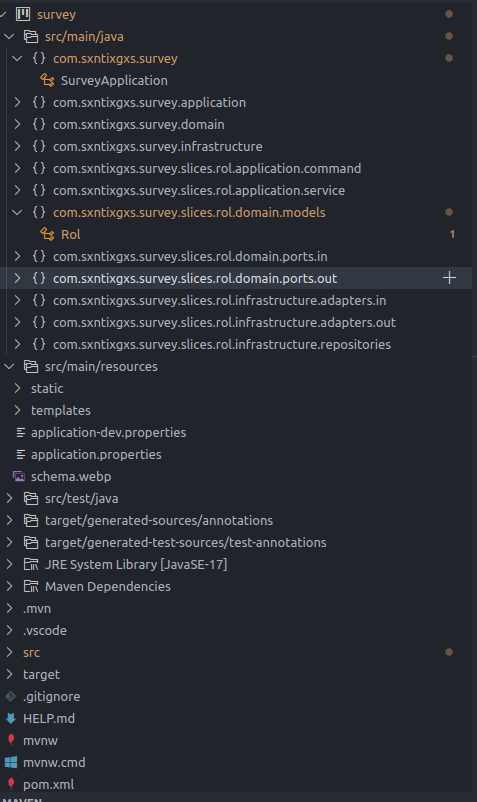 survey
src/main/java
{} com.sxntixgxs.survey
SurveyApplication
{} com.sxntixgxs.survey.application
{} com.sxntixgxs.survey.domain
{} com.sxntixgxs.survey.infrastructure
{} com.sxntixgxs.survey.slices.rol.application.command
{} com.sxntixgxs.survey.slices.rol.application.service
{} com.sxntixgxs.survey.slices.rol.domain.models
Rol 1
{} com.sxntixgxs.survey.slices.rol.domain.ports.in
{} com.sxntixgxs.survey.slices.rol.domain.ports.out
{} com.sxntixgxs.survey.slices.rol.infrastructure.adapters.in
{} com.sxntixgxs.survey.slices.rol.infrastructure.adapters.out
{} com.sxntixgxs.survey.slices.rol.infrastructure.repositories
src/main/resources
static
templates
application-dev.properties
application.properties
schema.webp
src/test/java
target/generated-sources/annotations
target/generated-test-sources/test-annotations
JRE System Library [JavaSE-17]
Maven Dependencies
.mvn
.vscode
src
target
.gitignore
HELP.md
mvnw
mvnw.cmd
pom.xml
MAVEN